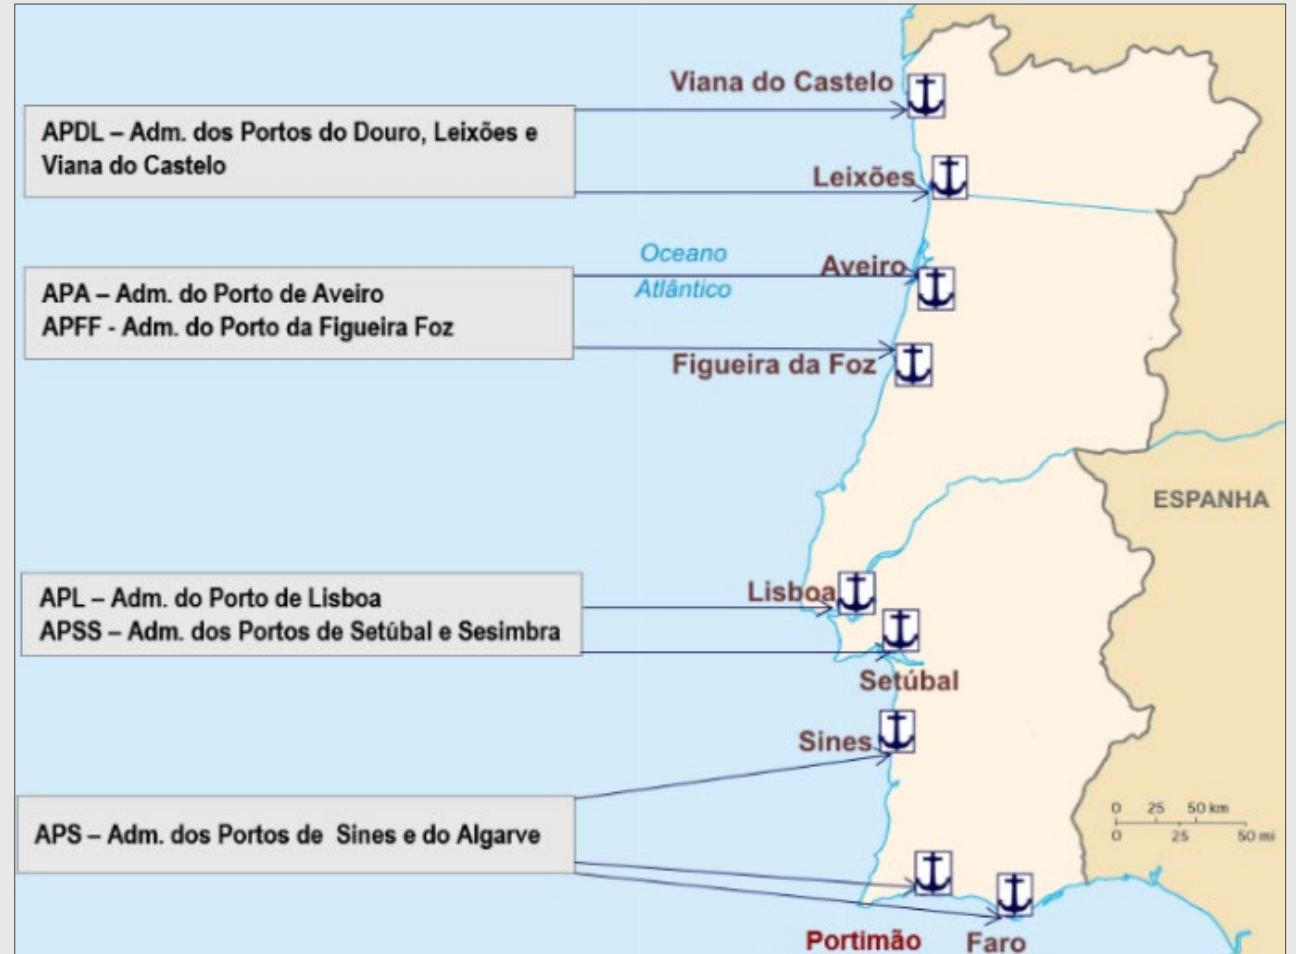 Viana do Castelo
APDL – Adm. dos Portos do Douro, Leixões e
Viana do Castelo
Leixões
Oceano
Atlântico
Aveiro
APA – Adm. do Porto de Aveiro
APFF - Adm. do Porto da Figueira Foz
Figueira da Foz
ESPANHA
APL – Adm. do Porto de Lisboa
APSS – Adm. dos Portos de Setúbal e Sesimbra
Lisboa
Setúbal
Sines
APS – Adm. dos Portos de Sines e do Algarve
0 25 50 km
0 25 50 mi
Portimão
Faro